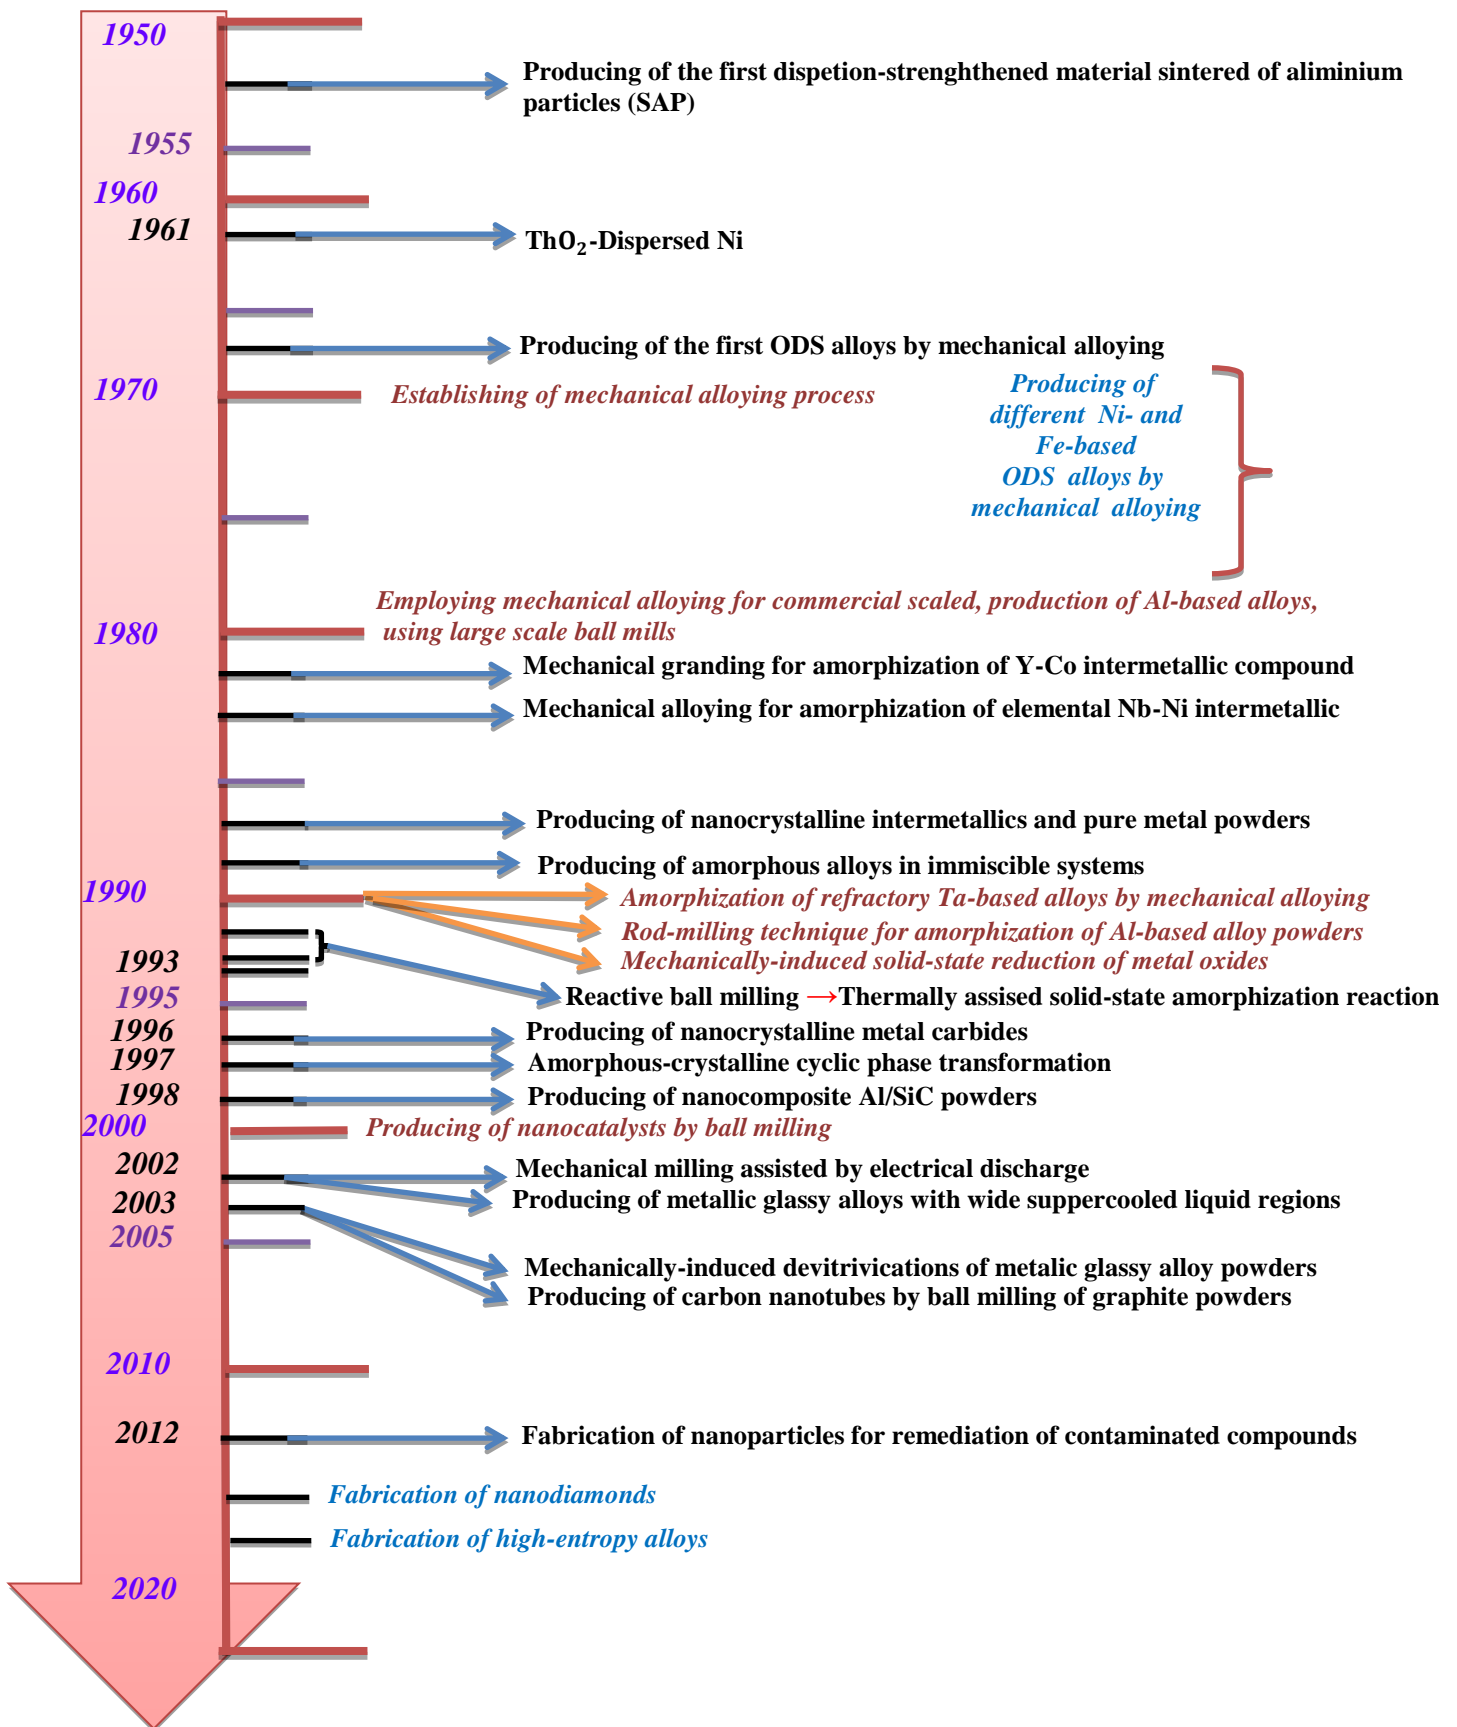 1950
Producing of the first dispetion-strenghthened material sintered of aliminium
particles (SAP)
1955
1960
1961
ThO₂-Dispersed Ni
Producing of the first ODS alloys by mechanical alloying
1970
Establishing of mechanical alloying process
Producing of
different Ni- and
Fe-based
ODS alloys by
mechanical alloying
Employing mechanical alloying for commercial scaled, production of Al-based alloys,
using large scale ball mills
1980
Mechanical granding for amorphization of Y-Co intermetallic compound
Mechanical alloying for amorphization of elemental Nb-Ni intermetallic
Producing of nanocrystalline intermetallics and pure metal powders
Producing of amorphous alloys in immiscible systems
1990
Amorphization of refractory Ta-based alloys by mechanical alloying
Rod-milling technique for amorphization of Al-based alloy powders
1993
Mechanically-induced solid-state reduction of metal oxides
1995
Reactive ball milling →Thermally assised solid-state amorphization reaction
1996
Producing of nanocrystalline metal carbides
1997
Amorphous-crystalline cyclic phase transformation
1998
Producing of nanocomposite Al/SiC powders
2000
Producing of nanocatalysts by ball milling
2002
Mechanical milling assisted by electrical discharge
2003
Producing of metallic glassy alloys with wide suppercooled liquid regions
2005
Mechanically-induced devitrivications of metalic glassy alloy powders
Producing of carbon nanotubes by ball milling of graphite powders
2010
2012
Fabrication of nanoparticles for remediation of contaminated compounds
Fabrication of nanodiamonds
Fabrication of high-entropy alloys
2020